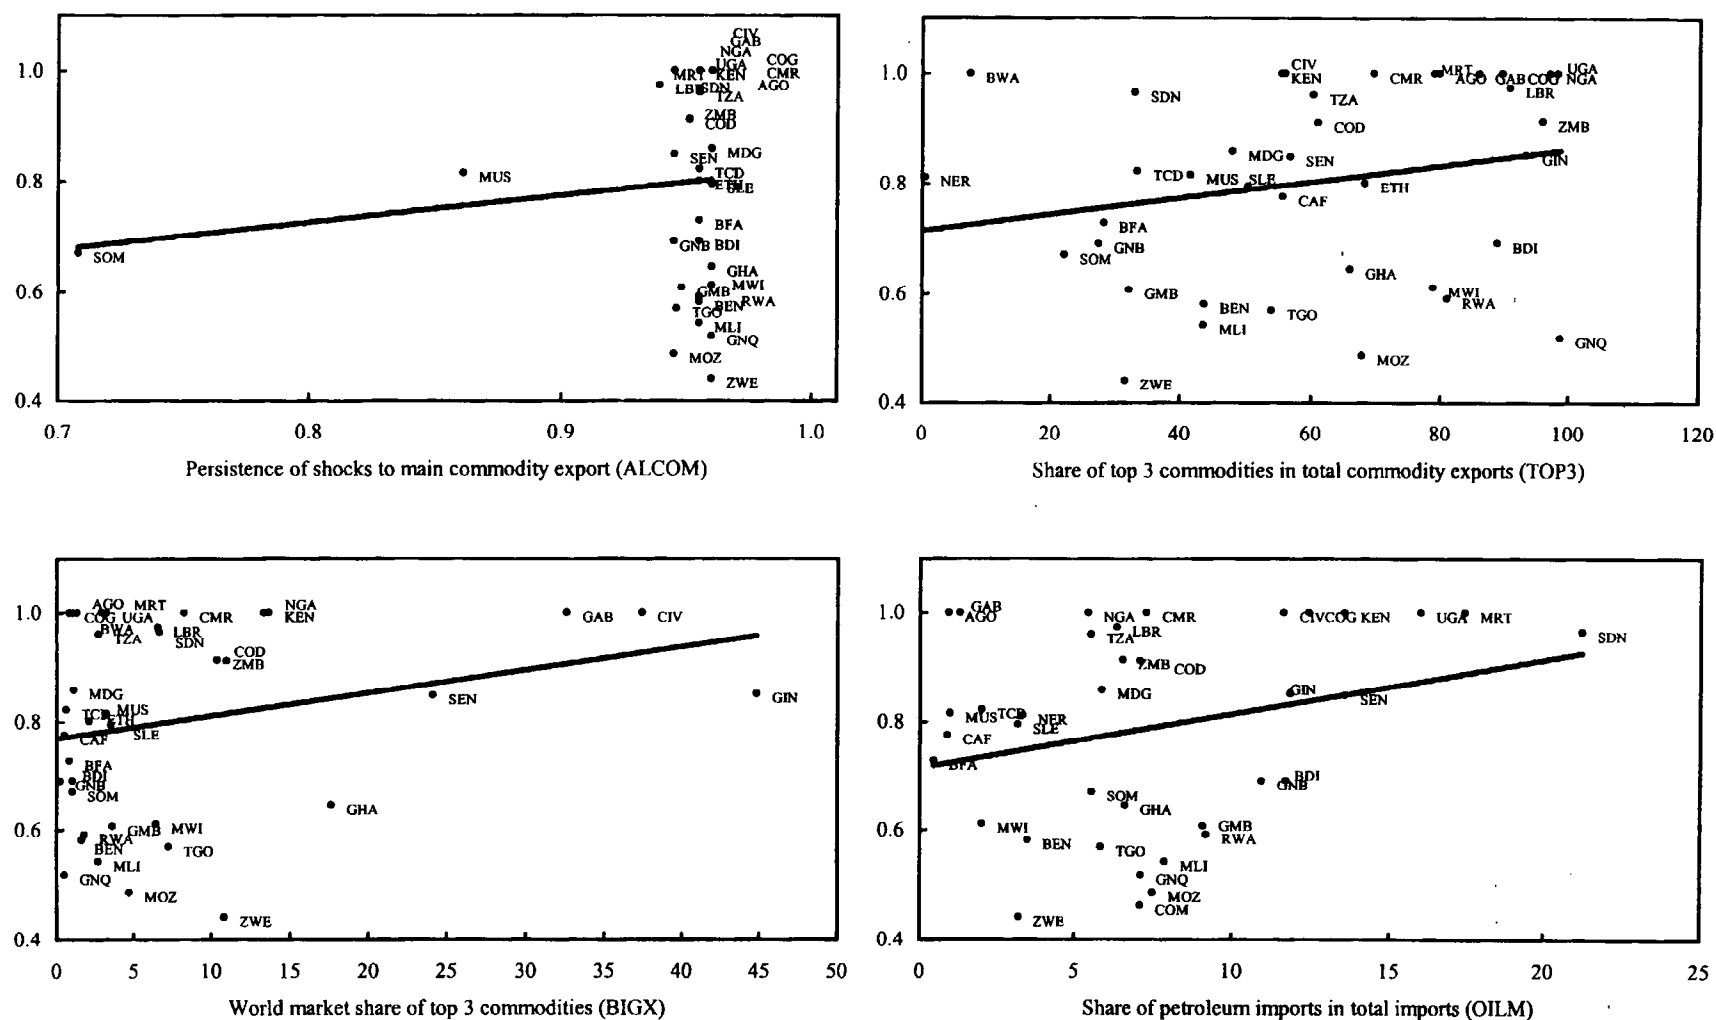 CIV
GAB
NGA
COG
1.0
UGA
MRT KEN CMR
LBR SDN AGO
TZA
ZMB
COD
SEN MDG
MUS TCD
0.8
ETH SLE
BFA
GNB BDI
SOM GHA
MWI
0.6
GMB RWA
BEN
TGO
MLI
GNQ
MOZ
ZWE
0.4
0.7 0.8 0.9 1.0
Persistence of shocks to main commodity export (ALCOM)
CIV MRT UGA
1.0 BWA KEN CMR AGO GAB COG NGA
SDN TZA LBR
COD ZMB
MDG SEN GIN
TCD MUS SLE ETH
0.8 NER
CAF
BFA
GNB BDI
SOM GHA
0.6 GMB MWI
RWA
BEN TGO
MLI GNQ
MOZ
ZWE
0.4
0 20 40 60 80 100 120
Share of top 3 commodities in total commodity exports (TOP3)
AGO MRT NGA
1.0 COG UGA CMR KEN GAB CIV
BWA LBR
TZA SDN
COD
ZMB
MDG SEN GIN
TCD MUS
0.8 ETH
CAF SLE
BFA
BDI
GNB
SOM GHA
0.6 GMB MWI
RWA
BEN TGO
MLI
GNQ
MOZ
ZWE
0.4
0 5 10 15 20 25 30 35 40 45 50
World market share of top 3 commodities (BIGX)
GAB
1.0 AGO NGA CMR CIV COG KEN UGA MRT
TZA LBR SDN
ZMB COD
MDG GIN SEN
MUS TCD NER
0.8 SLE
CAF
BFA
BDI
GNB
SOM
GHA
0.6 MWI GMB
RWA
BEN TGO
MLI
GNQ
MOZ
COM
ZWE
0.4
0 5 10 15 20 25
Share of petroleum imports in total imports (OILM)